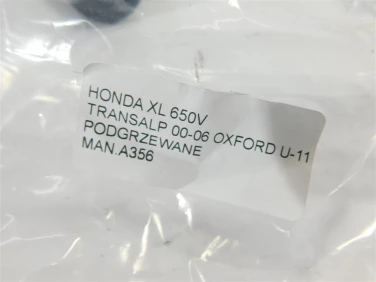 HONDA XL 650V
TRANSALP 00-06 OXFORD U-11
PODGRZEWANE
MAN.A356